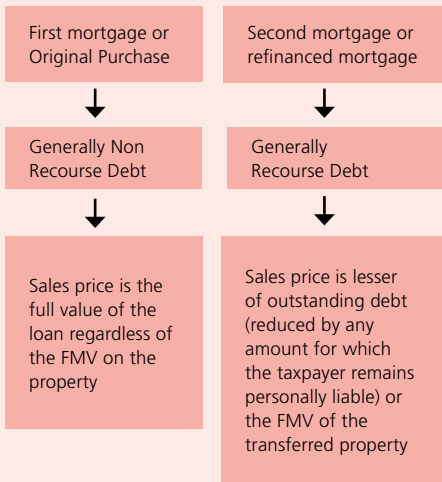 First mortgage or
Original Purchase
Generally Non
Recourse Debt
Sales price is the
full value of the
loan regardless of
the FMV on the
property
Second mortgage or
refinanced mortgage
Generally
Recourse Debt
Sales price is lesser
of outstanding debt
(reduced by any
amount for which
the taxpayer remains
personally liable) or
the FMV of the
transferred property